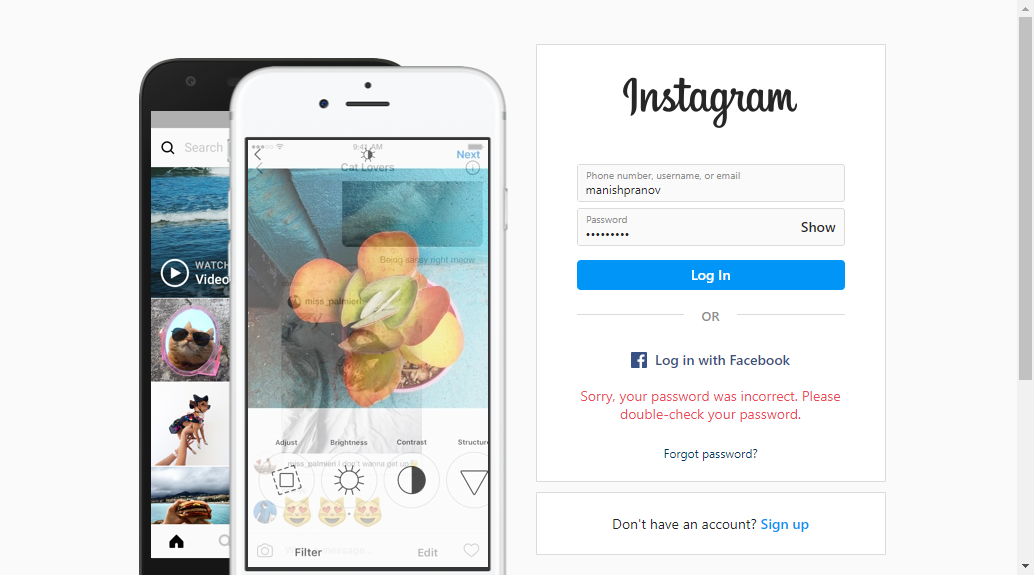 Instagram
Phone number, username, or email
manishpranov
Password
•••••••••
Show
Log In
OR
Log in with Facebook
Sorry, your password was incorrect. Please
double-check your password.
Forgot password?
Don't have an account? Sign up
Search
WATCH
Video
9:41 AM
Next
Cat Lovers
Being sassy right meow
miss_palmieri
Adjust
Brightness
Contrast
Structure
miss_palmieri I don't wanna get up
Filter
Edit